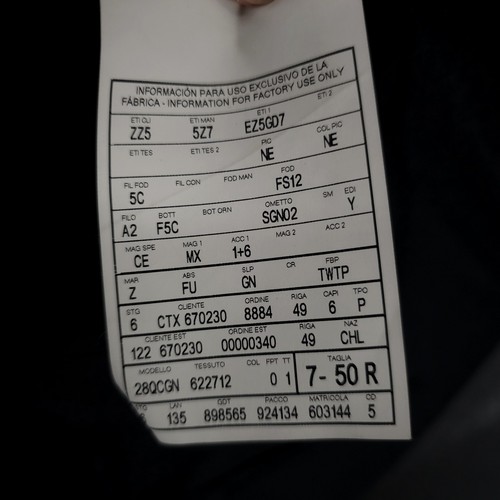 INFORMACIÓN PARA USO EXCLUSIVO DE LA
FÁBRICA - INFORMATION FOR FACTORY USE ONLY
ETI CLI ETI MAN ETI 1 ETI 2
ZZ5 5Z7 EZ5GD7
ETI TES ETI TES 2 PIC COL PIC
NE NE
FIL FOD FIL CON FOD MAN FOD
5C FS12
FILO BOTT BOT ORN OMETTO SM EDI
A2 F5C SGN02 Y
MAG SPE MAG 1 ACC 1 MAG 2 ACC 2
CE MX 1+6
MAR ABS SLP CR FBP
Z FU GN TWTP
STG CLIENTE ORDINE RIGA CAPI TPO
6 CTX 670230 8884 49 6 P
CLIENTE EST ORDINE EST RIGA NAZ
122 670230 00000340 49 CHL
MODELLO TESSUTO COL FPT TT TAGLIA
28QCGN 622712 0 1 7- 50 R
LAN GDT PACCO MATRICOLA CD
135 898565 924134 603144 5